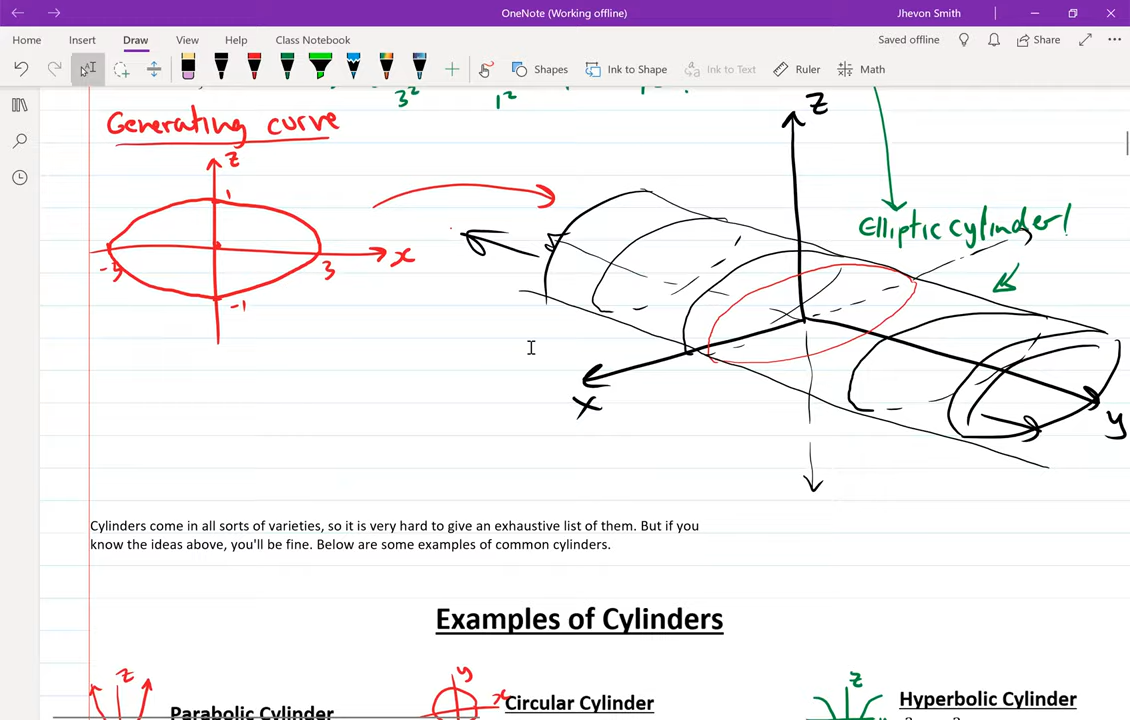 OneNote (Working offline)
Jhevon Smith
Home Insert Draw View Help Class Notebook
Saved offline
Share
Shapes
Ink to Shape
Ink to Text
Ruler
Math
3²
1²
Generating curve
z
1
-3
3
x
-1
z
Elliptic cylinder!
x
y
Cylinders come in all sorts of varieties, so it is very hard to give an exhaustive list of them. But if you
know the ideas above, you'll be fine. Below are some examples of common cylinders.
Examples of Cylinders
z
Parabolic Cylinder
y
x
Circular Cylinder
z
Hyperbolic Cylinder